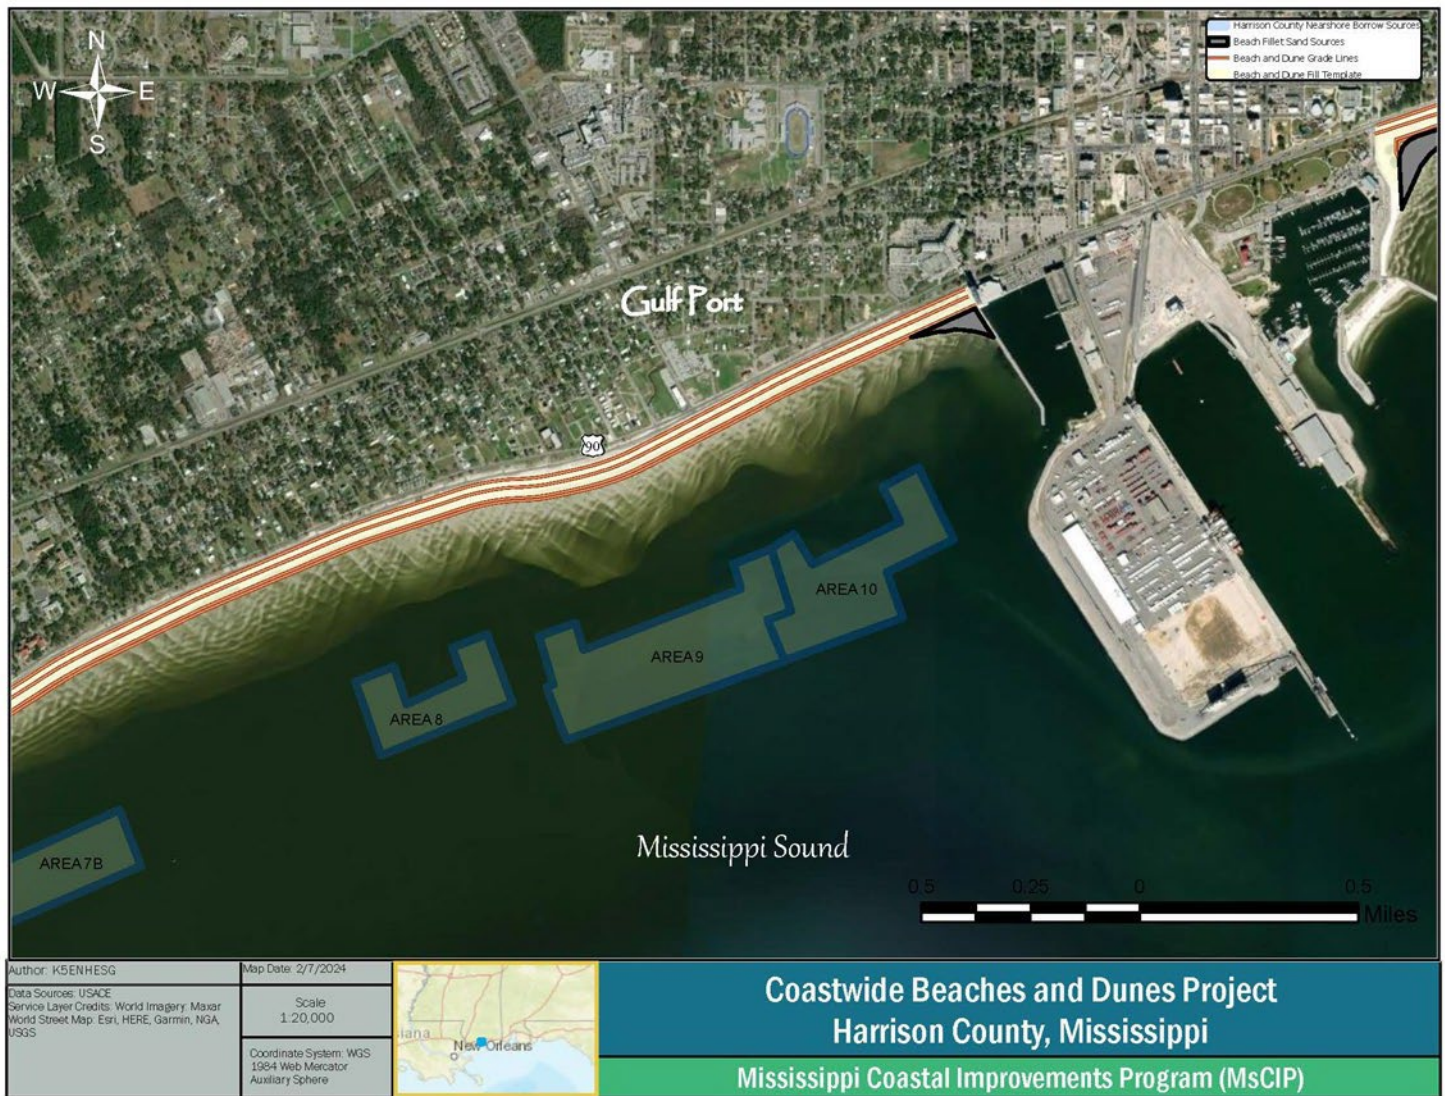 N
W E
S
Harrison County Nearshore Borrow Sources
Beach Fillet Sand Sources
Beach and Dune Grade Lines
Beach and Dune Fill Template
Gulf Port
90
AREA 10
AREA 9
AREA 8
AREA 7B
Mississippi Sound
0.5 0.25 0 0.5
Miles
Author: K5ENHESG
Data Sources: USACE
Service Layer Credits: World Imagery: Maxar
World Street Map: Esri, HERE, Garmin, NGA,
USGS
Map Date: 2/7/2024
Scale
1:20,000
Coordinate System: WGS
1984 Web Mercator
Auxiliary Sphere
iana
New Orleans
Coastwide Beaches and Dunes Project
Harrison County, Mississippi
Mississippi Coastal Improvements Program (MsCIP)